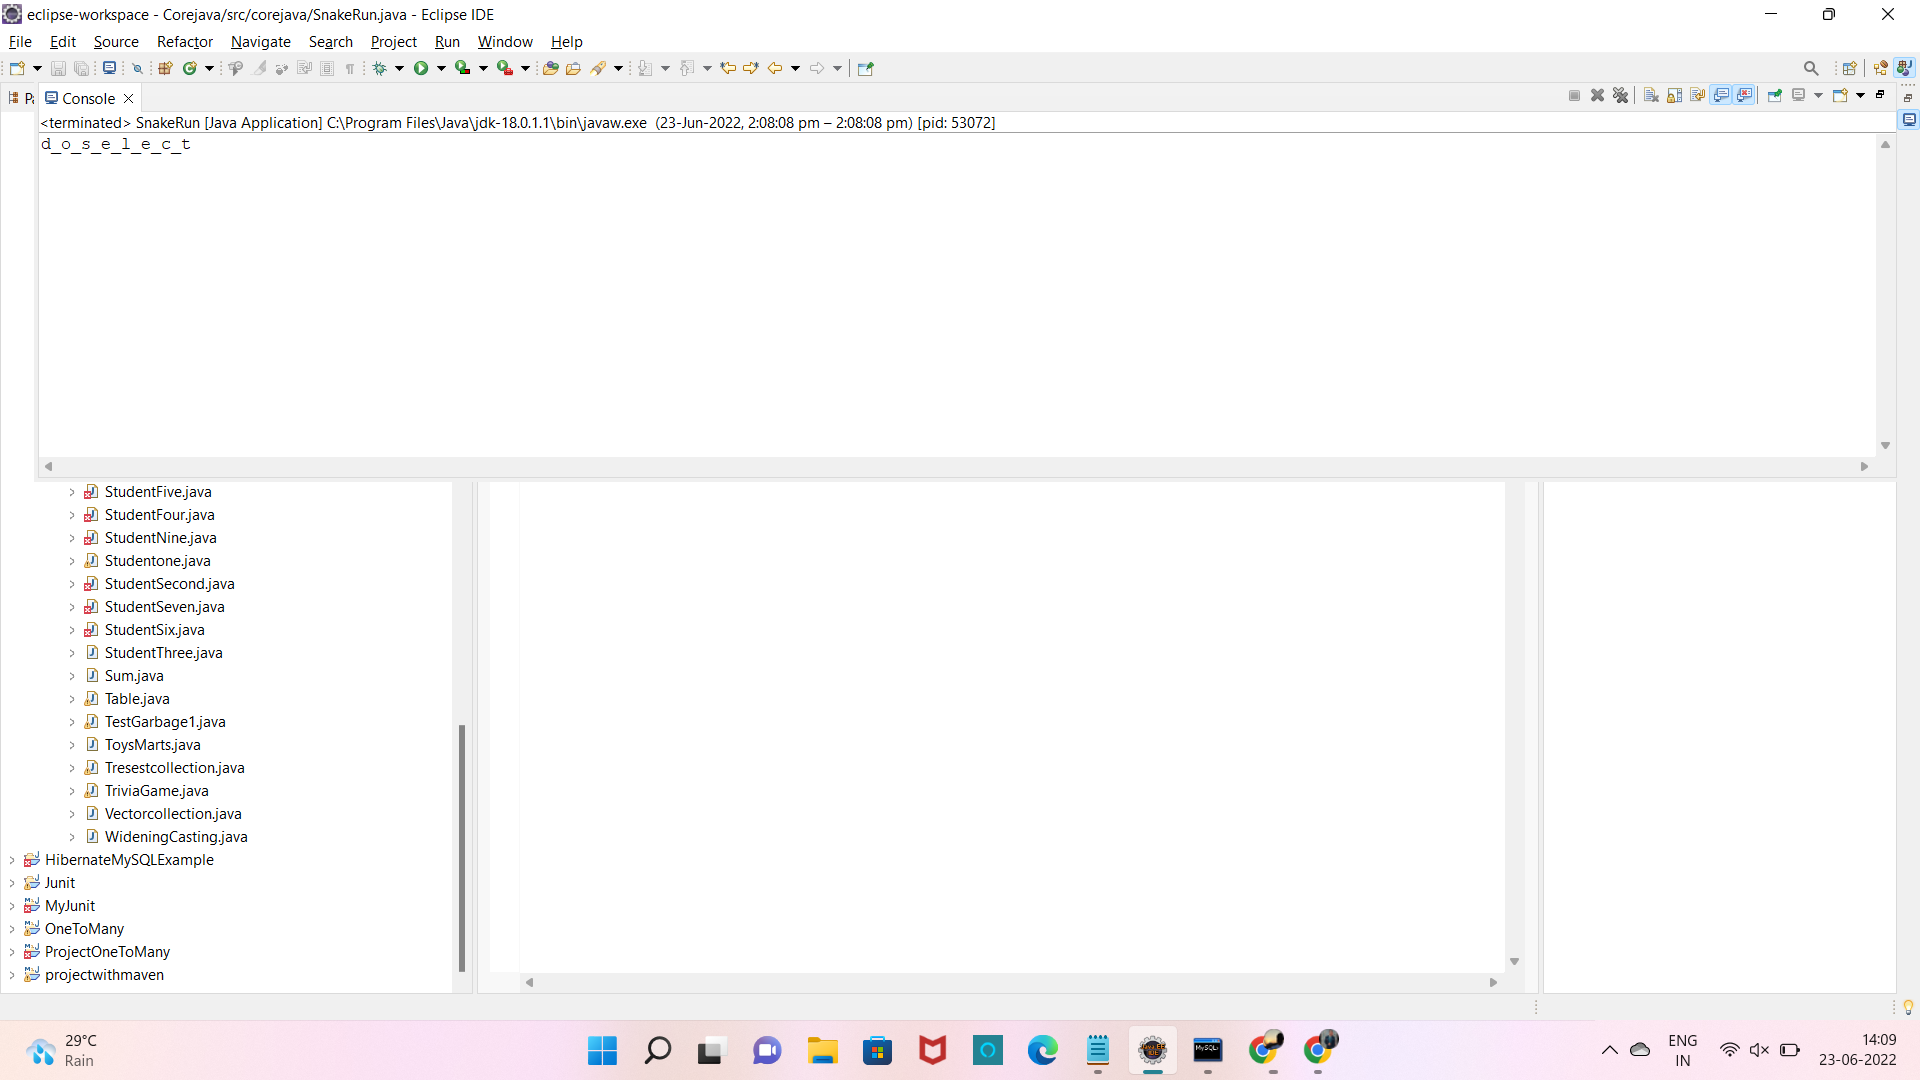 eclipse-workspace - Corejava/src/corejava/SnakeRun.java - Eclipse IDE
File Edit Source Refactor Navigate Search Project Run Window Help
Console
<terminated> SnakeRun [Java Application] C:\Program Files\Java\jdk-18.0.1.1\bin\javaw.exe (23-Jun-2022, 2:08:08 pm – 2:08:08 pm) [pid: 53072]
d_o_s_e_l_e_c_t
StudentFive.java
StudentFour.java
StudentNine.java
Studentone.java
StudentSecond.java
StudentSeven.java
StudentSix.java
StudentThree.java
Sum.java
Table.java
TestGarbage1.java
ToysMarts.java
Tresestcollection.java
TriviaGame.java
Vectorcollection.java
WideningCasting.java
HibernateMySQLExample
Junit
MyJunit
OneToMany
ProjectOneToMany
projectwithmaven
29°C
Rain
ENG
IN
14:09
23-06-2022